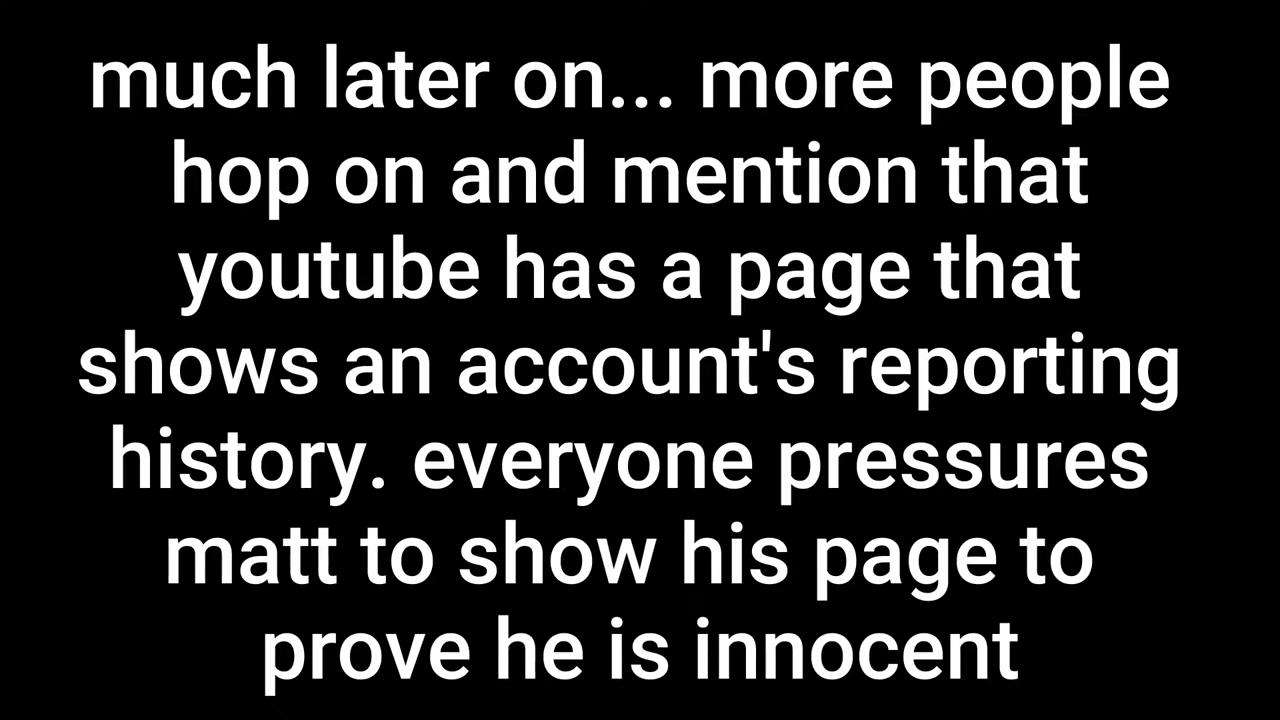 much later on... more people
hop on and mention that
youtube has a page that
shows an account's reporting
history. everyone pressures
matt to show his page to
prove he is innocent